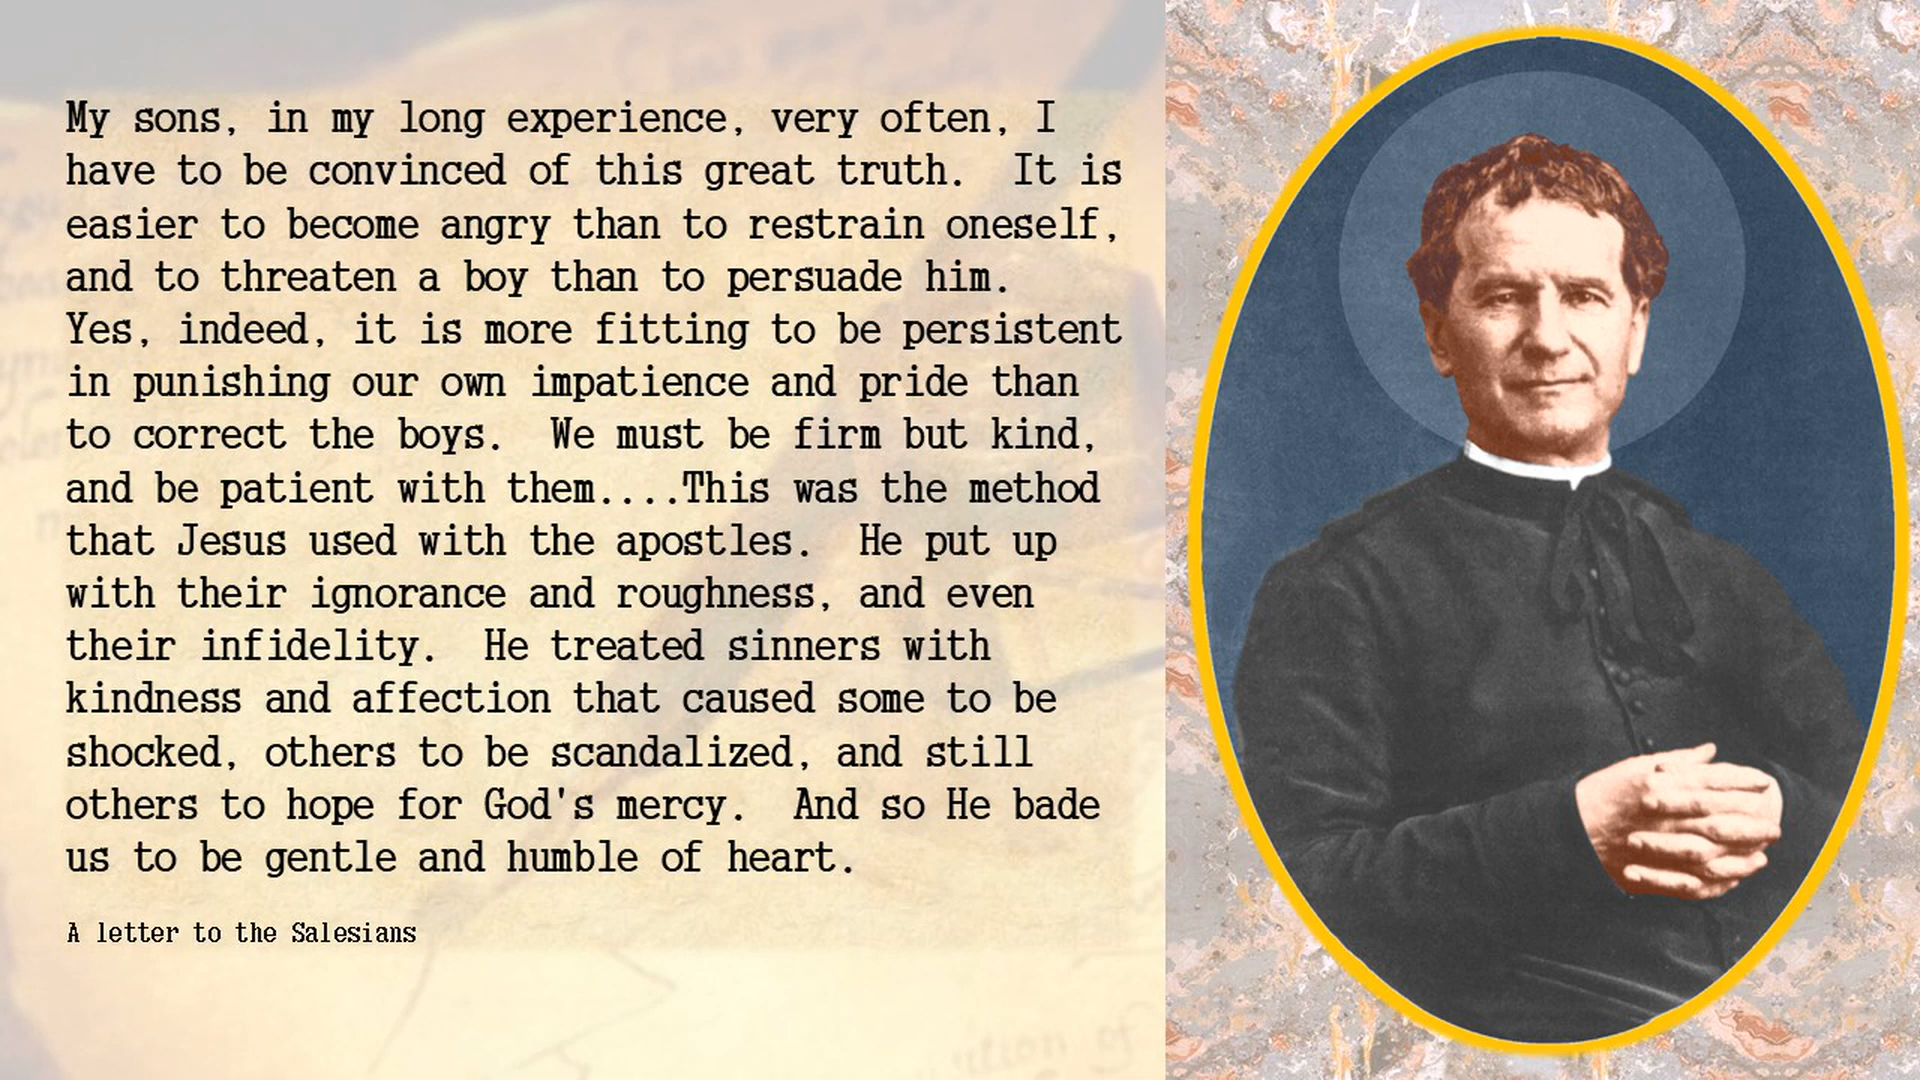 My sons, in my long experience, very often, I
have to be convinced of this great truth.  It is
easier to become angry than to restrain oneself,
and to threaten a boy than to persuade him.
Yes, indeed, it is more fitting to be persistent
in punishing our own impatience and pride than
to correct the boys.  We must be firm but kind,
and be patient with them....This was the method
that Jesus used with the apostles.  He put up
with their ignorance and roughness, and even
their infidelity.  He treated sinners with
kindness and affection that caused some to be
shocked, others to be scandalized, and still
others to hope for God's mercy.  And so He bade
us to be gentle and humble of heart.
A letter to the Salesians